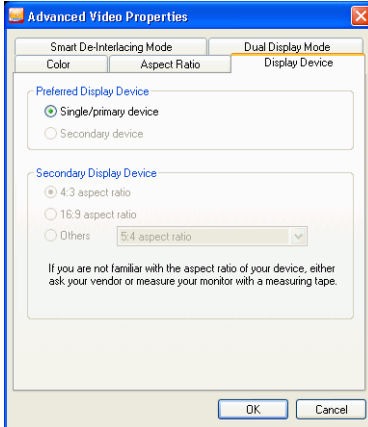 Advanced Video Properties
Smart De-Interlacing Mode
Dual Display Mode
Color
Aspect Ratio
Display Device
Preferred Display Device
Single/primary device
Secondary device
Secondary Display Device
4:3 aspect ratio
16:9 aspect ratio
Others
5:4 aspect ratio
If you are not familiar with the aspect ratio of your device, either
ask your vendor or measure your monitor with a measuring tape.
OK
Cancel